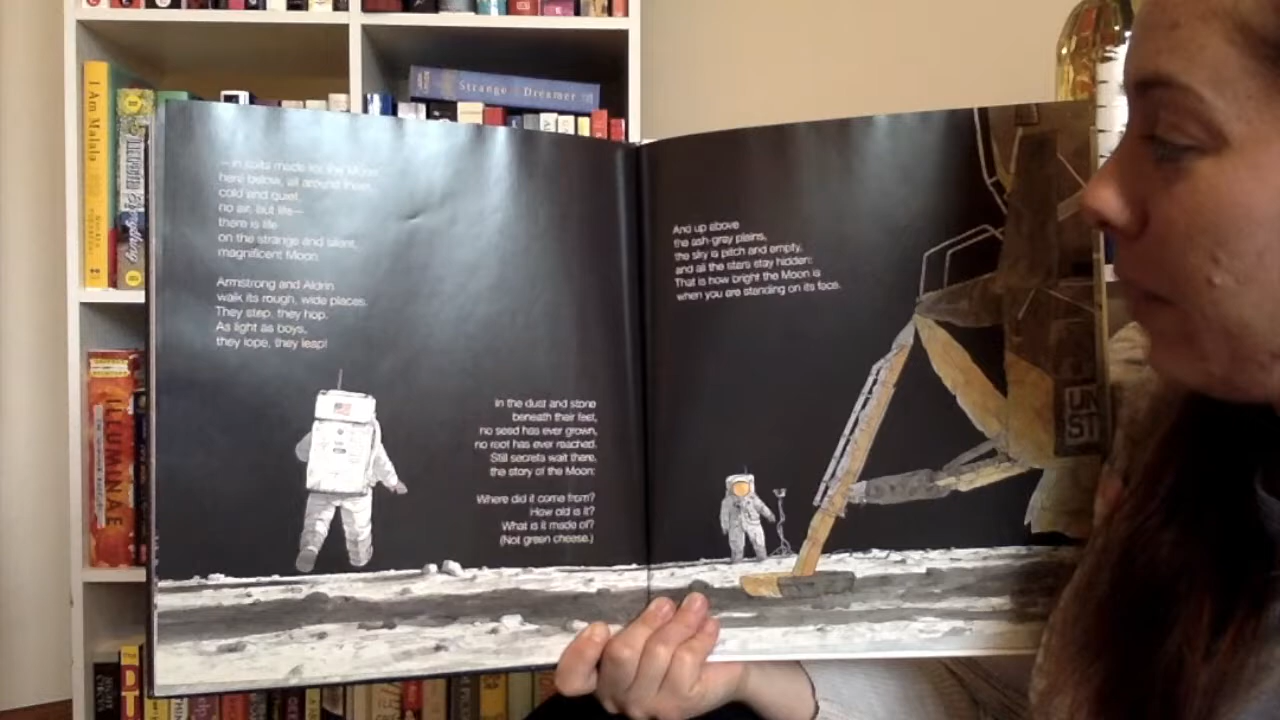 Strange the Dreamer
I Am Malala
ILLUMINAE
—in suits made for the Moon
here below, all around them,
cold and quiet,
no air, but life—
there is life
on the strange and silent,
magnificent Moon.
Armstrong and Aldrin
walk its rough, wide places.
They step, they hop.
As light as boys,
they lope, they leap!
In the dust and stone
beneath their feet,
no seed has ever grown,
no root has ever reached.
Still secrets wait there,
the story of the Moon:
Where did it come from?
How old is it?
What is it made of?
(Not green cheese.)
And up above
the ash-gray plains,
the sky is pitch and empty,
and all the stars stay hidden:
That is how bright the Moon is
when you are standing on its face.